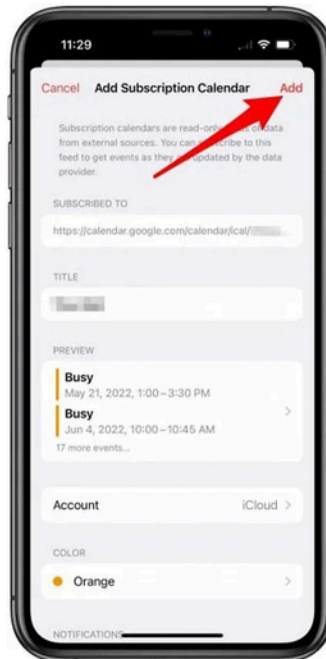 11:29
Cancel Add Subscription Calendar Add
Subscription calendars are read-only of data
from external sources. You can to this
feed to get events as they updated by the data
provider.
SUBSCRIBED TO
https://calendar.google.com/calendar/ical/
TITLE
PREVIEW
Busy
May 21, 2022, 1:00–3:30 PM
Busy
Jun 4, 2022, 10:00–10:45 AM
17 more events...
Account iCloud
COLOR
Orange
NOTIFICATIONS